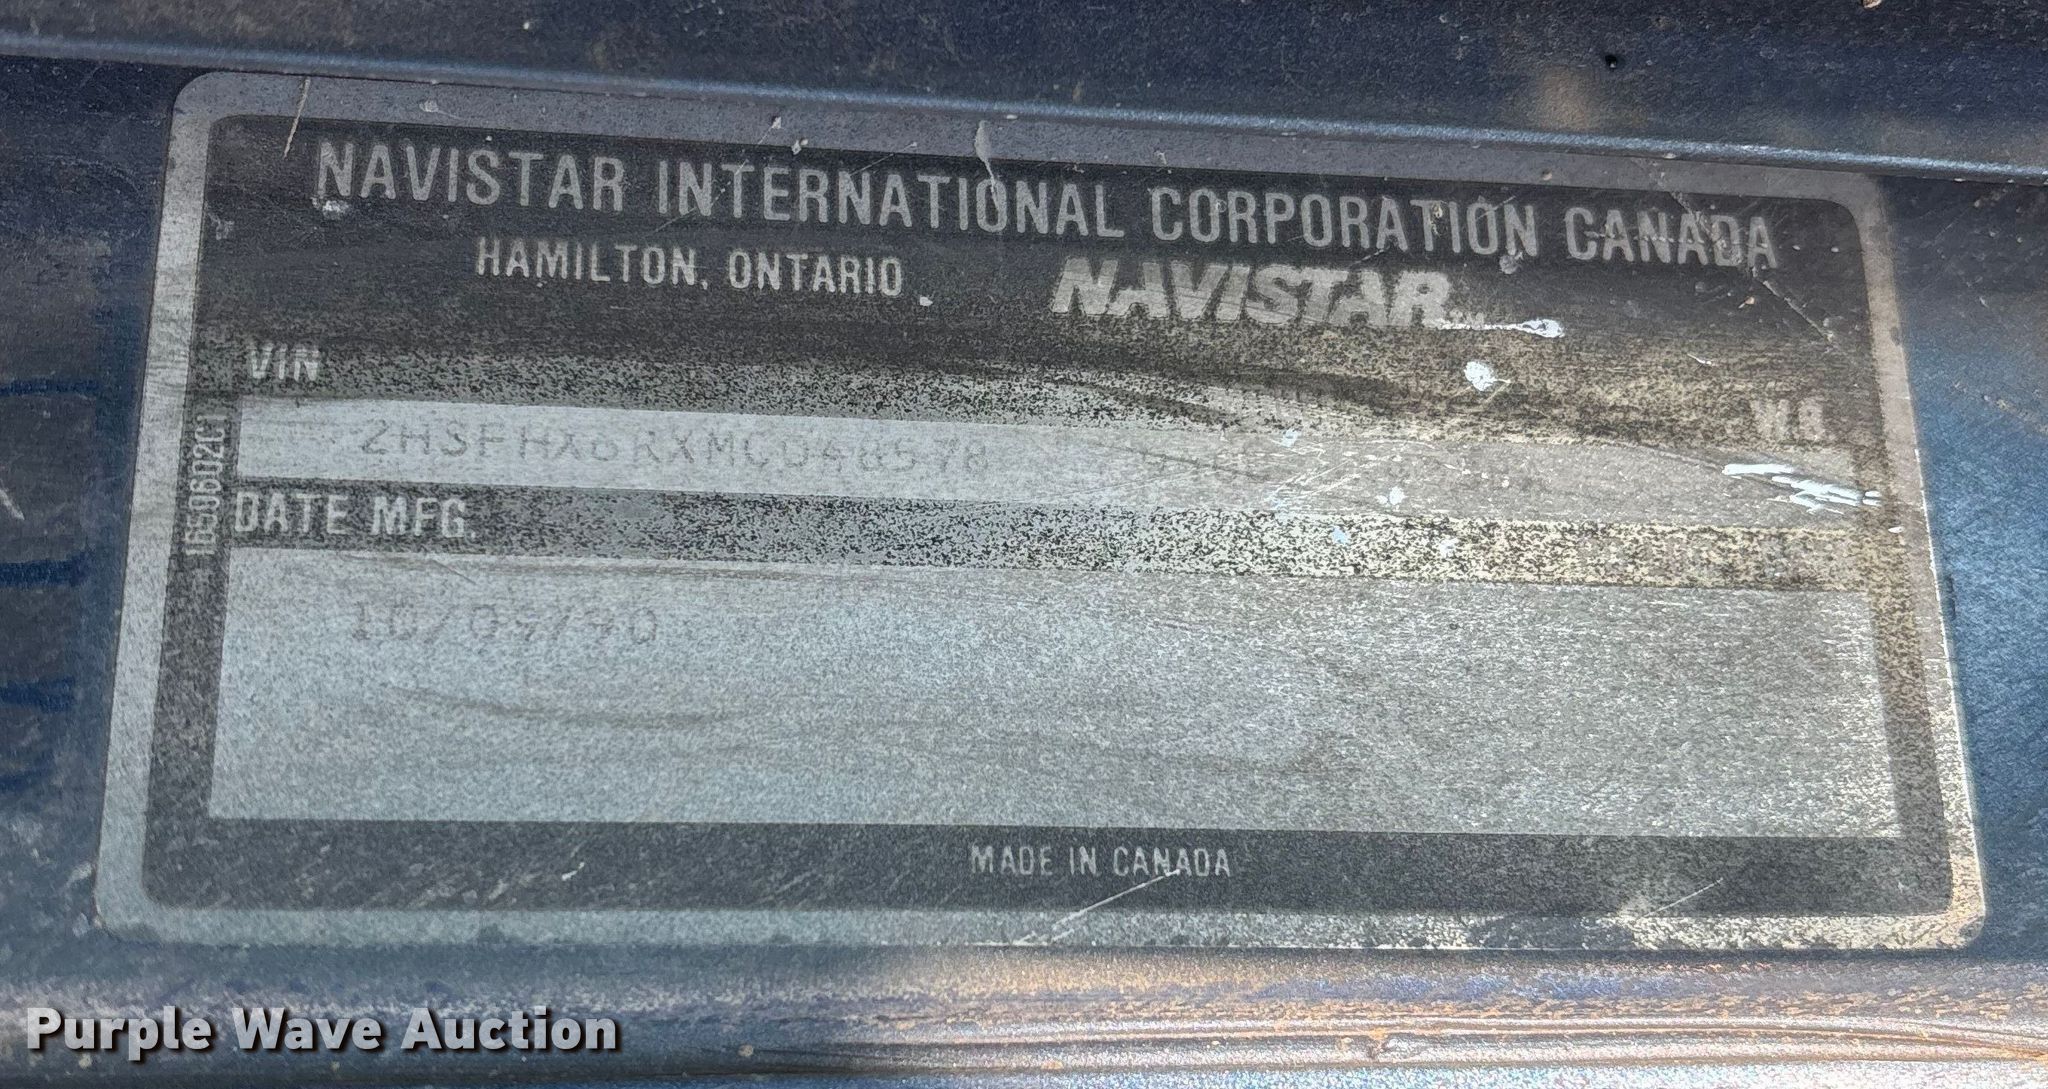 NAVISTAR INTERNATIONAL CORPORATION CANADA
HAMILTON, ONTARIO NAVISTAR
VIN
2HSFHX6RXMC048578
DATE MFG.
10/04/90
1650602C1
MADE IN CANADA
Purple Wave Auction